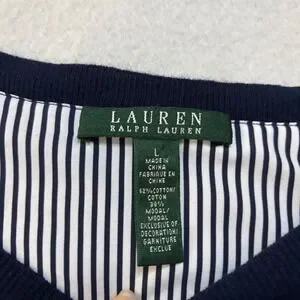 LAUREN
RALPH LAUREN
L
MADE IN
CHINA
FABRIQUE EN
CHINE
62% COTTON/
COTON
38%
MODAL/
MODAL
EXCLUSIVE OF
DECORATION/
GARNITURE
EXCLUE